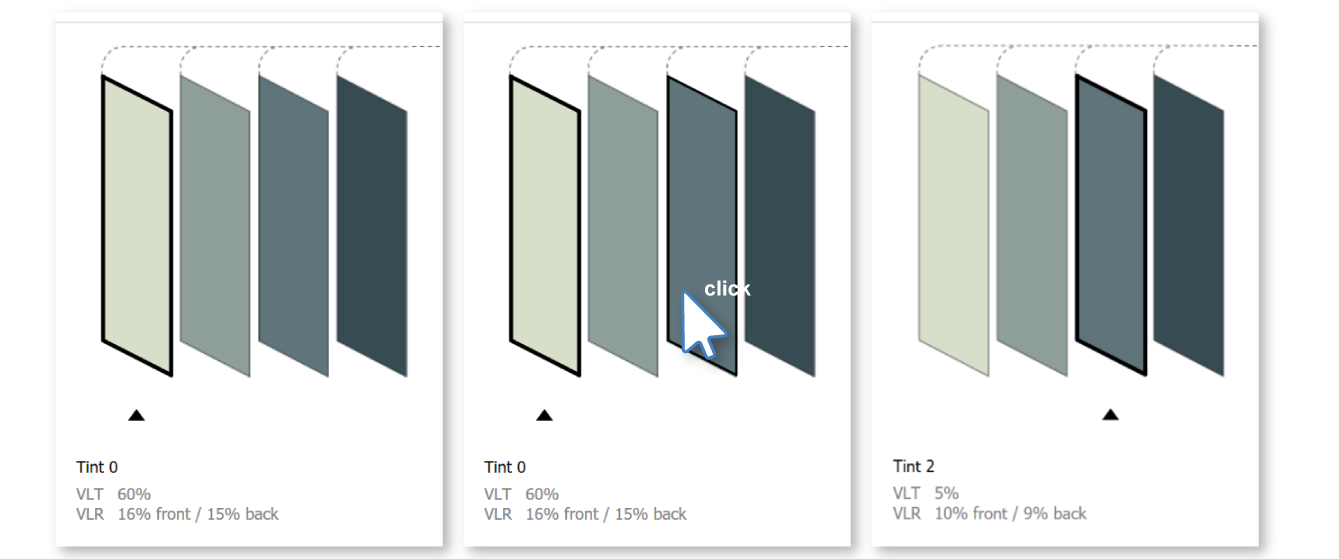 click
Tint 0
VLT 60%
VLR 16% front / 15% back
Tint 0
VLT 60%
VLR 16% front / 15% back
Tint 2
VLT 5%
VLR 10% front / 9% back